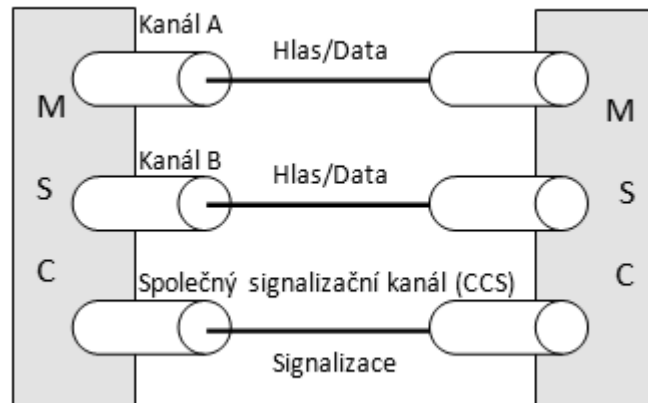 Kanál A
Hlas/Data
M
S
C
Kanál B
Hlas/Data
Společný signalizační kanál (CCS)
Signalizace
M
S
C